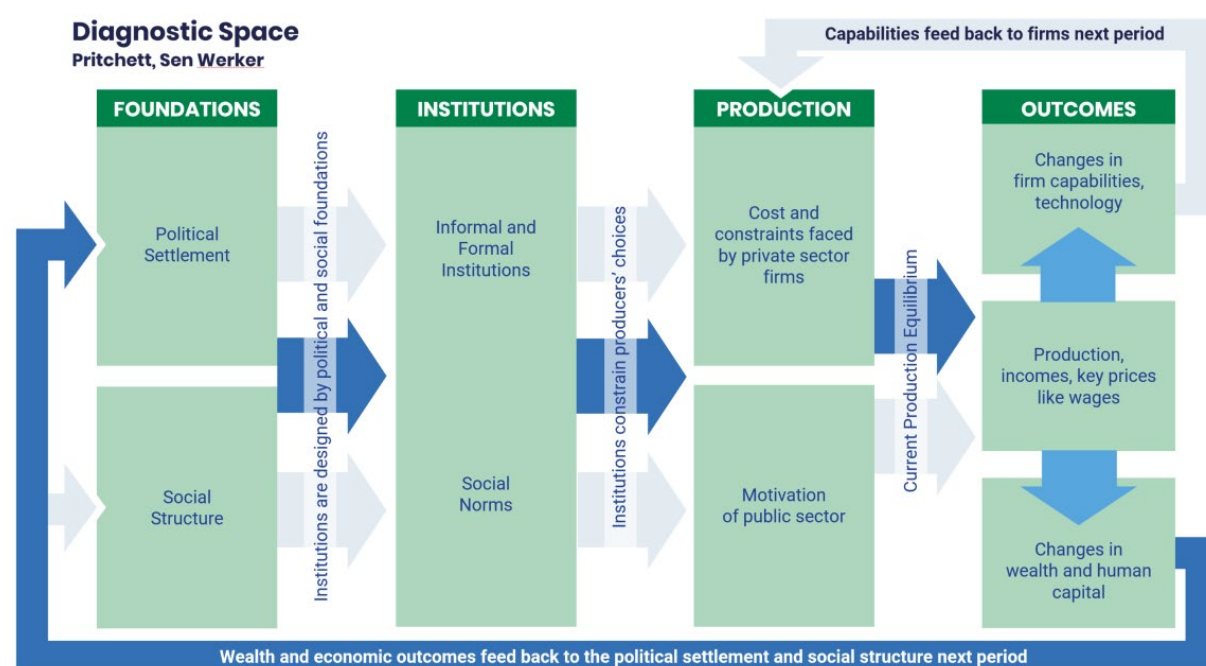 Diagnostic Space
Pritchett, Sen Werker
Capabilities feed back to firms next period
FOUNDATIONS
Political
Settlement
Social
Structure
Institutions are designed by political and social foundations
INSTITUTIONS
Informal and
Formal
Institutions
Social
Norms
Institutions constrain producers’ choices
PRODUCTION
Cost and
constraints faced
by private sector
firms
Motivation
of public sector
Current Production Equilibrium
OUTCOMES
Changes in
firm capabilities,
technology
Production,
incomes, key prices
like wages
Changes in
wealth and human
capital
Wealth and economic outcomes feed back to the political settlement and social structure next period